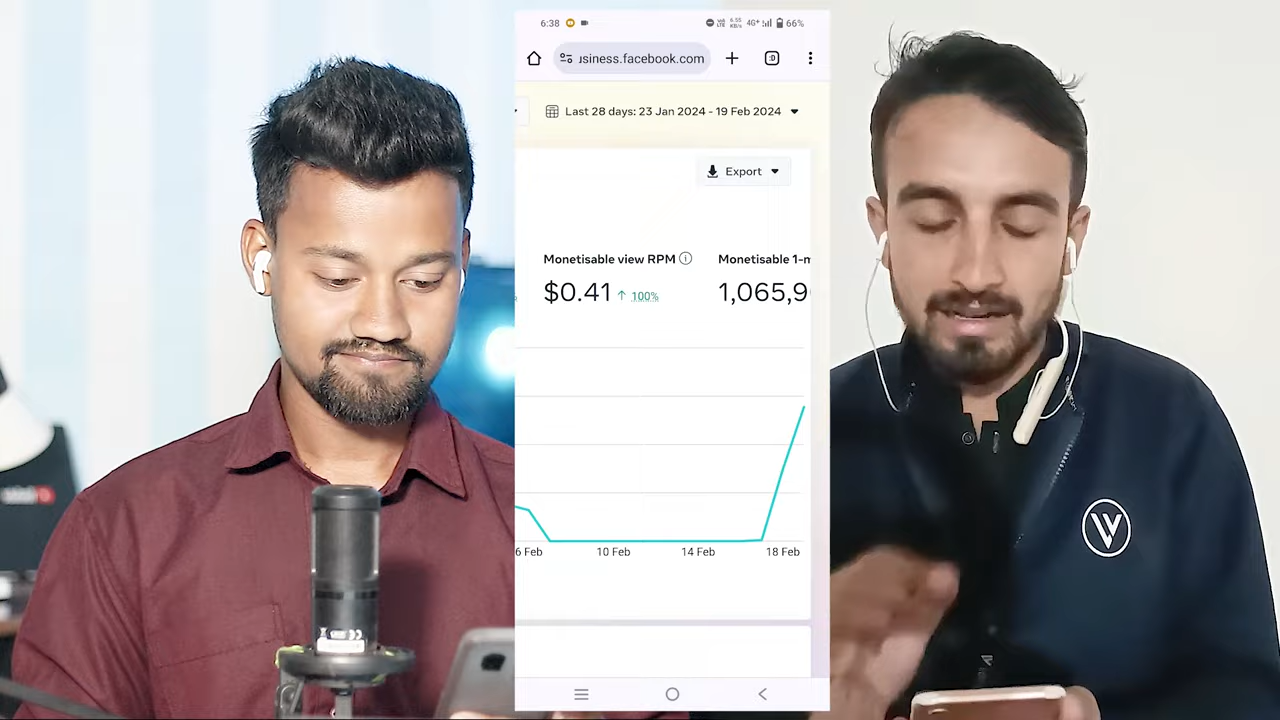 6:38
4G+
66%
usiness.facebook.com
Last 28 days: 23 Jan 2024 - 19 Feb 2024
Export
Monetisable view RPM
Monetisable 1-m
$0.41 ↑ 100%
1,065,9
6 Feb
10 Feb
14 Feb
18 Feb